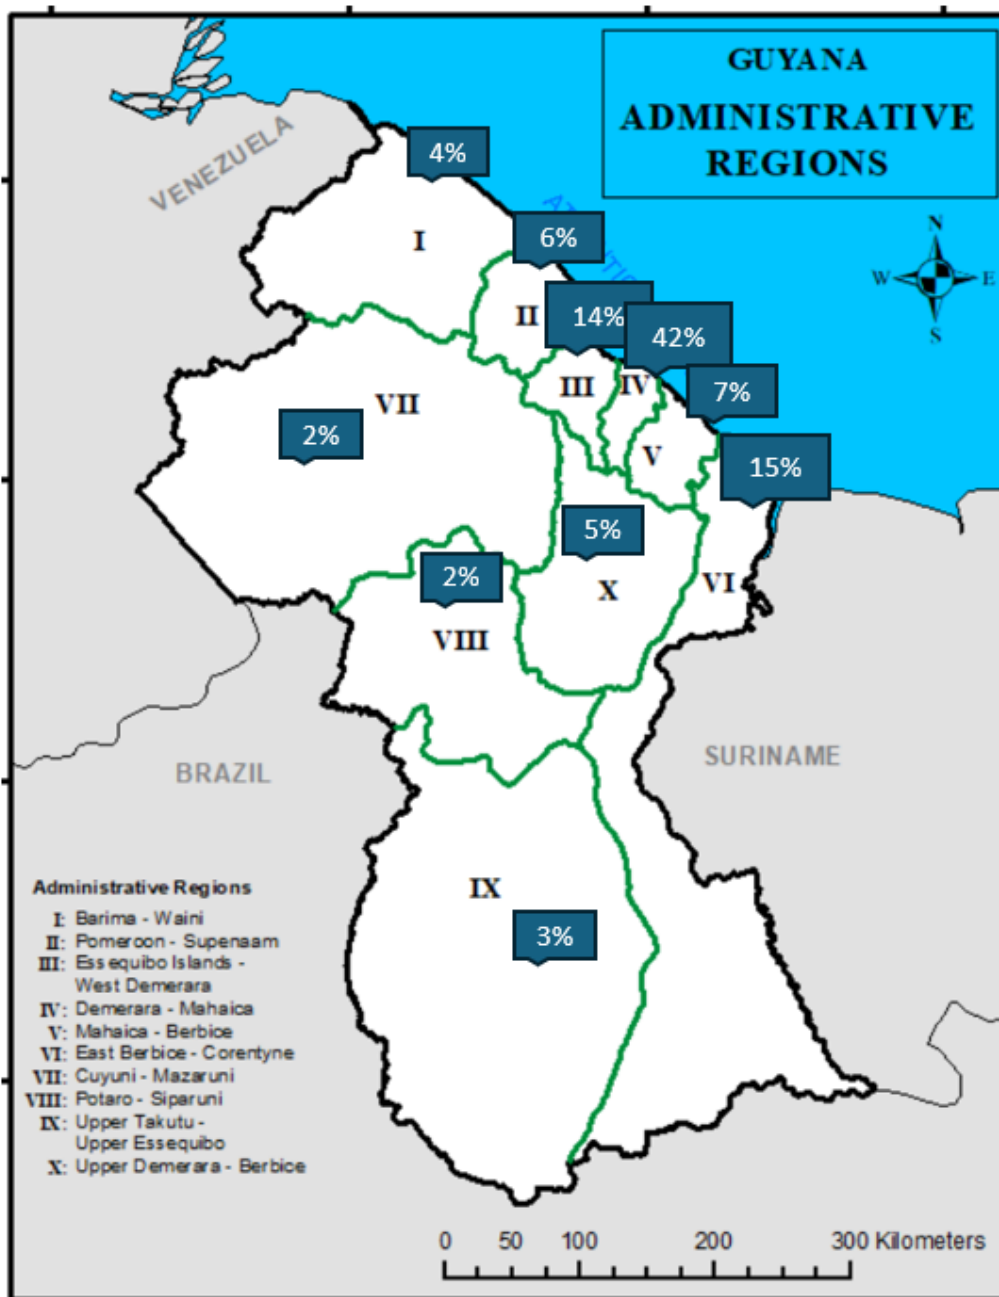 GUYANA
ADMINISTRATIVE
REGIONS
VENEZUELA
4%
6%
14%
42%
7%
15%
2%
5%
2%
3%
N
W
E
S
I
II
III
IV
V
VI
VII
VIII
IX
X
BRAZIL
SURINAME
Administrative Regions
I: Barima - Waini
II: Pomeroon - Supenaam
III: Essequibo Islands -
West Demerara
IV: Demerara - Mahaica
V: Mahaica - Berbice
VI: East Berbice - Corentyne
VII: Cuyuni - Mazaruni
VIII: Potaro - Siparuni
IX: Upper Takutu -
Upper Essequibo
X: Upper Demerara - Berbice
0 50 100 200 300 Kilometers